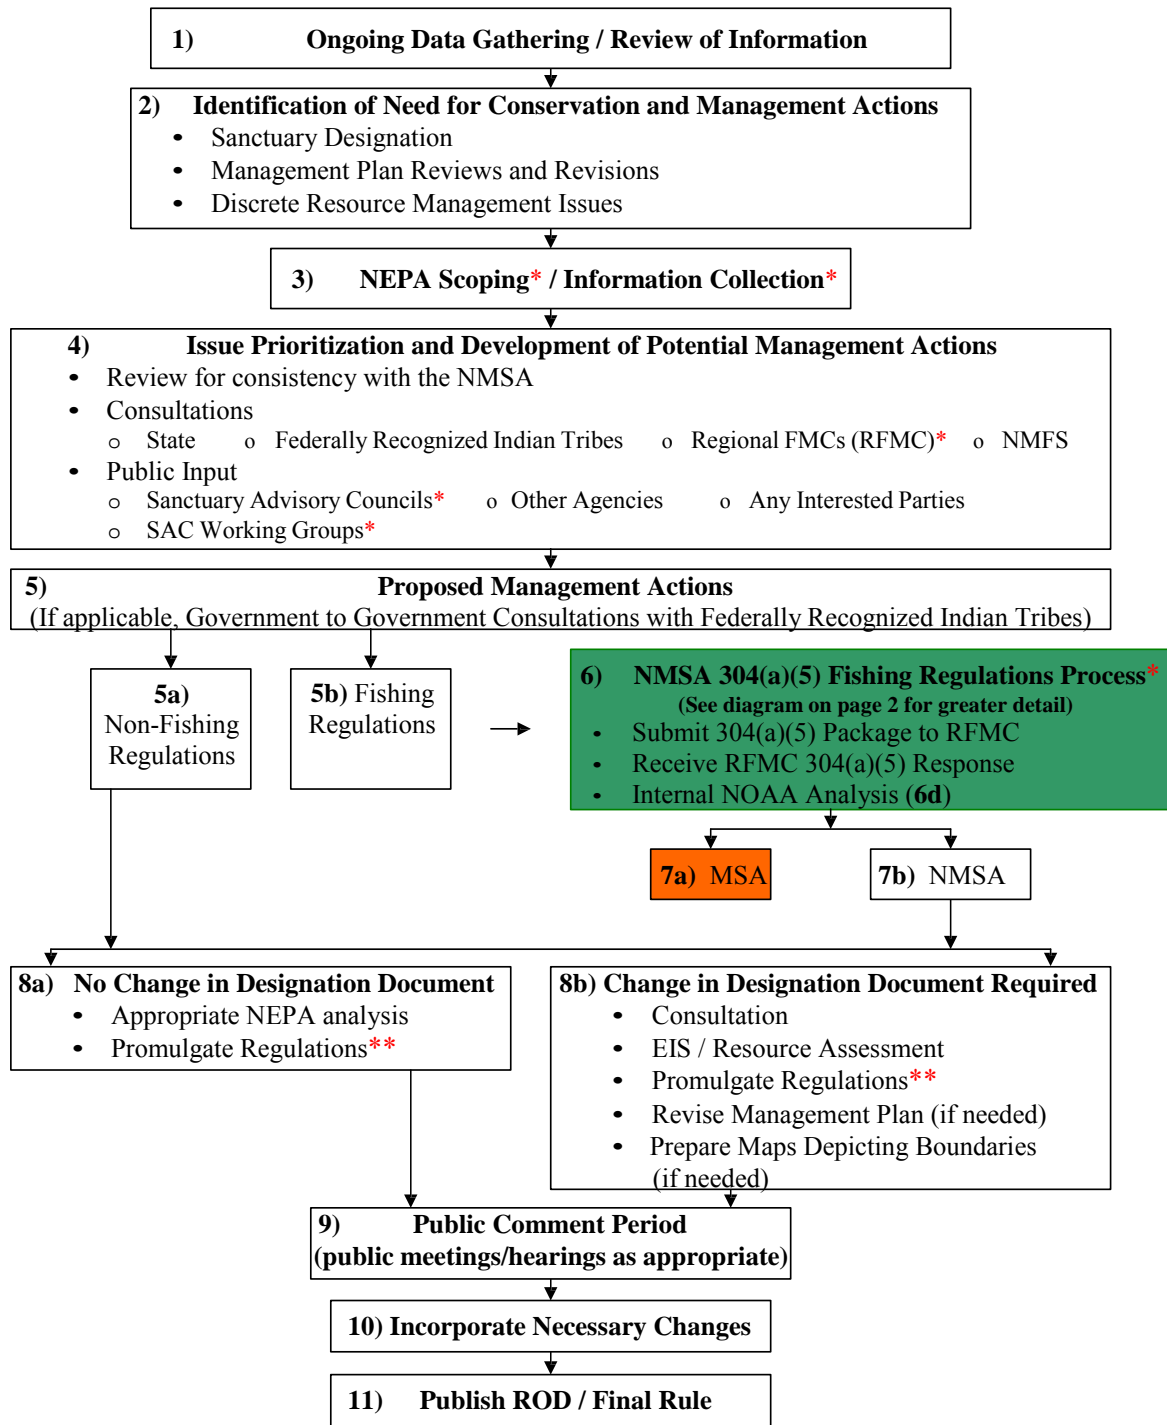 1) Ongoing Data Gathering / Review of Information
2) Identification of Need for Conservation and Management Actions
• Sanctuary Designation
• Management Plan Reviews and Revisions
• Discrete Resource Management Issues
3) NEPA Scoping* / Information Collection*
4) Issue Prioritization and Development of Potential Management Actions
• Review for consistency with the NMSA
• Consultations
o State o Federally Recognized Indian Tribes o Regional FMCs (RFMC)* o NMFS
• Public Input
o Sanctuary Advisory Councils* o Other Agencies o Any Interested Parties
o SAC Working Groups*
5) Proposed Management Actions
(If applicable, Government to Government Consultations with Federally Recognized Indian Tribes)
5a)
Non-Fishing
Regulations
5b) Fishing
Regulations
6) NMSA 304(a)(5) Fishing Regulations Process*
(See diagram on page 2 for greater detail)
• Submit 304(a)(5) Package to RFMC
• Receive RFMC 304(a)(5) Response
• Internal NOAA Analysis (6d)
7a) MSA
7b) NMSA
8a) No Change in Designation Document
• Appropriate NEPA analysis
• Promulgate Regulations**
8b) Change in Designation Document Required
• Consultation
• EIS / Resource Assessment
• Promulgate Regulations**
• Revise Management Plan (if needed)
• Prepare Maps Depicting Boundaries
(if needed)
9) Public Comment Period
(public meetings/hearings as appropriate)
10) Incorporate Necessary Changes
11) Publish ROD / Final Rule